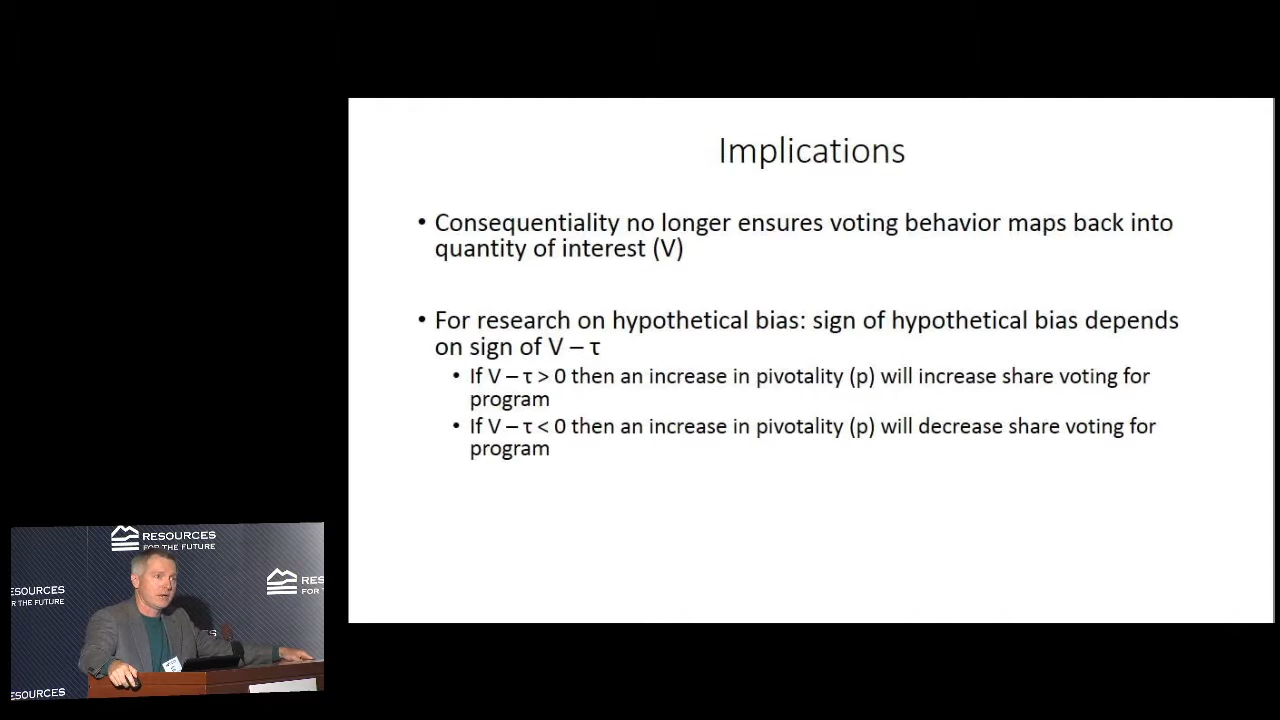 Implications
• Consequentiality no longer ensures voting behavior maps back into
quantity of interest (V)
• For research on hypothetical bias: sign of hypothetical bias depends
on sign of V – τ
• If V – τ > 0 then an increase in pivotality (p) will increase share voting for
program
• If V – τ < 0 then an increase in pivotality (p) will decrease share voting for
program
RESOURCES
FOR THE FUTURE
ESOURCES
R THE FUTURE
RES
FOR T
ESOURCES